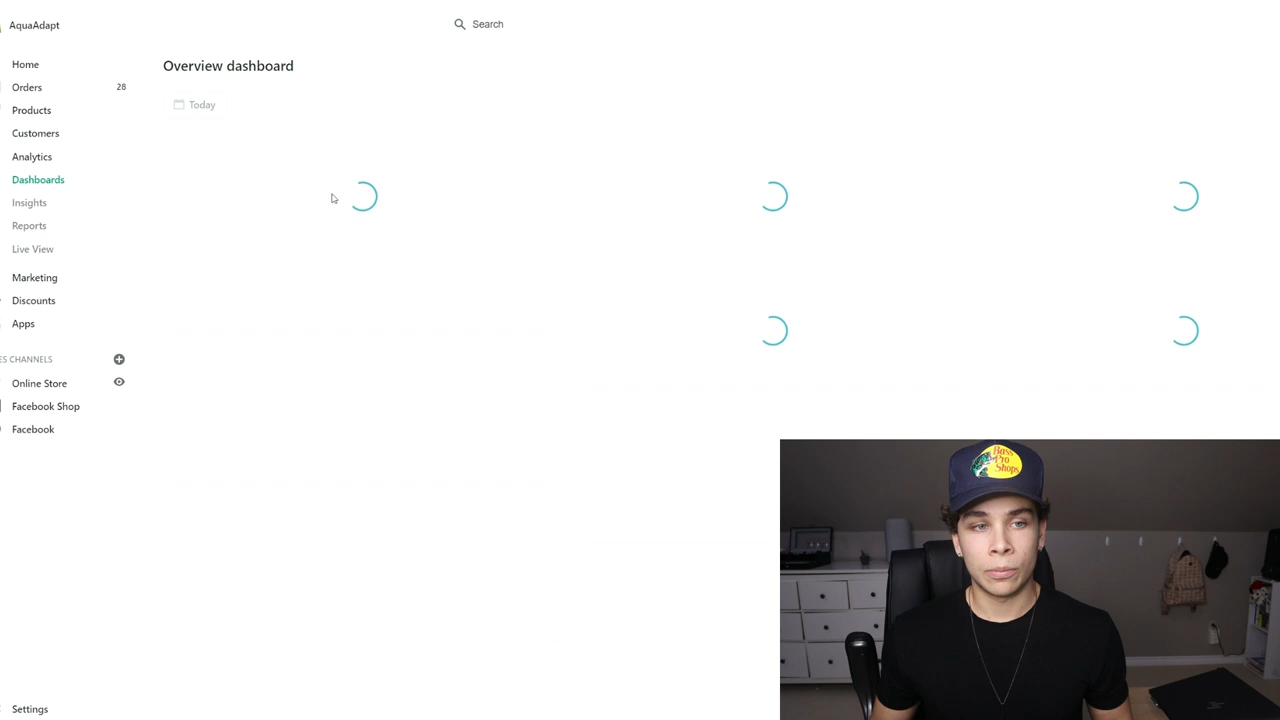 AquaAdapt
Search
Home
Orders 28
Products
Customers
Analytics
Dashboards
Insights
Reports
Live View
Marketing
Discounts
Apps
ES CHANNELS
Online Store
Facebook Shop
Facebook
Settings
Overview dashboard
Today
Bass
Pro
Shops